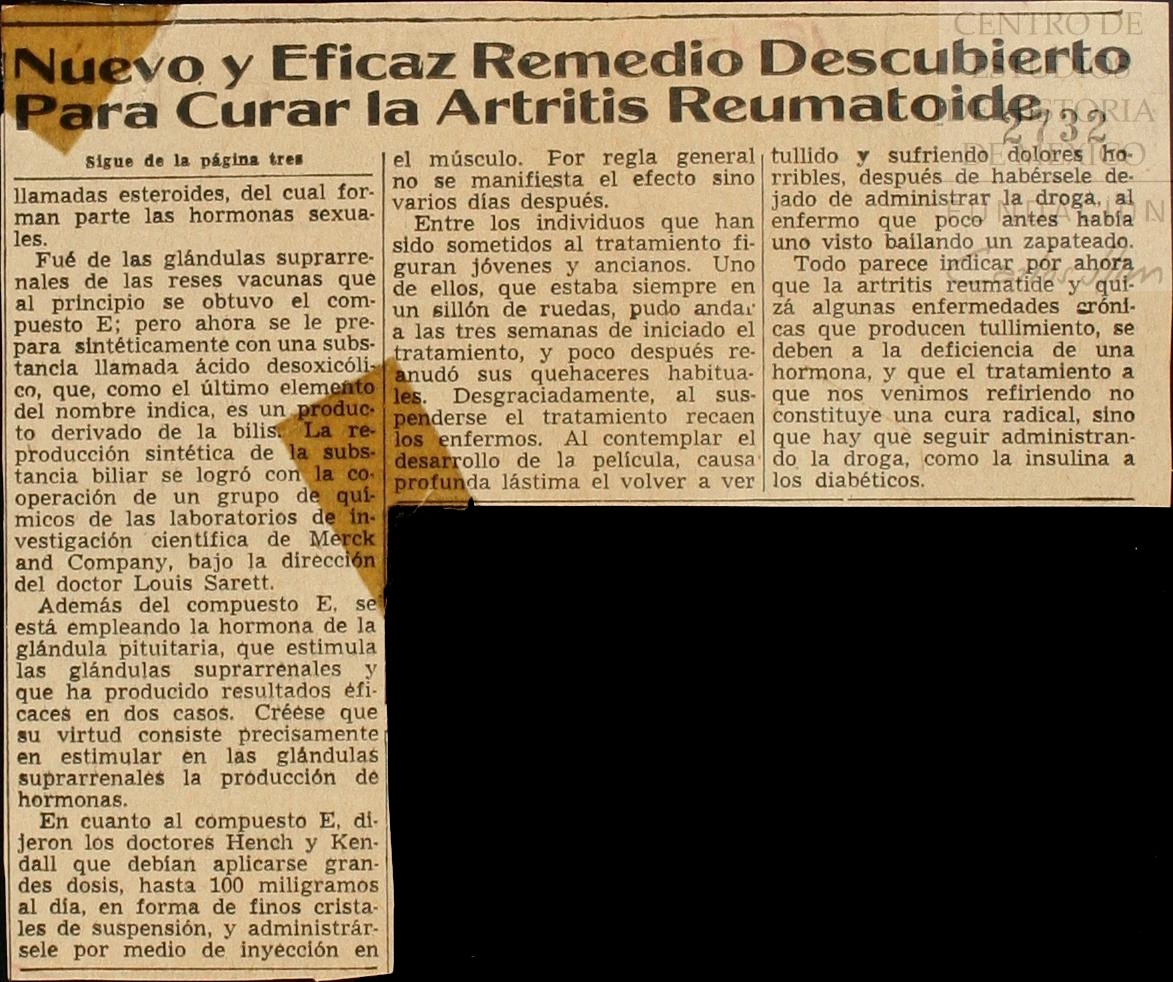 Nuevo y Eficaz Remedio Descubierto
Para Curar la Artritis Reumatoide
CENTRO DE
ESTUDIOS
DE HISTORIA
DE MEXICO
FUNDACION
2732
Sigue de la página tres
llamadas esteroides, del cual for-
man parte las hormonas sexua-
les.
Fué de las glándulas suprarre-
nales de las reses vacunas que
al principio se obtuvo el com-
puesto E; pero ahora se le pre-
para sintéticamente con una subs-
tancia llamada ácido desoxicóli-
co, que, como el último elemento
del nombre indica, es un produc-
to derivado de la bilis. La re-
producción sintética de la subs-
tancia biliar se logró con la co-
operación de un grupo de quí-
micos de las laboratorios de in-
vestigación científica de Merck
and Company, bajo la dirección
del doctor Louis Sarett.
Además del compuesto E, se
está empleando la hormona de la
glándula pituitaria, que estimula
las glándulas suprarrenales y
que ha producido resultados efi-
caces en dos casos. Créese que
su virtud consiste precisamente
en estimular en las glándulas
suprarrenales la producción de
hormonas.
En cuanto al compuesto E, di-
jeron los doctores Hench y Ken-
dall que debían aplicarse gran-
des dosis, hasta 100 miligramos
al día, en forma de finos crista-
les de suspensión, y administrár-
sele por medio de inyección en
el músculo. Por regla general
no se manifiesta el efecto sino
varios días después.
Entre los individuos que han
sido sometidos al tratamiento fi-
guran jóvenes y ancianos. Uno
de ellos, que estaba siempre en
un sillón de ruedas, pudo andar
a las tres semanas de iniciado el
tratamiento, y poco después re-
anudó sus quehaceres habitua-
les. Desgraciadamente, al sus-
penderse el tratamiento recaen
los enfermos. Al contemplar el
desarrollo de la película, causa
profunda lástima el volver a ver
tullido y sufriendo dolores ho-
rribles, después de habérsele de-
jado de administrar la droga, al
enfermo que poco antes había
uno visto bailando un zapateado.
Todo parece indicar por ahora
que la artritis reumatide y qui-
zá algunas enfermedades cróni-
cas que producen tullimiento, se
deben a la deficiencia de una
hormona, y que el tratamiento a
que nos venimos refiriendo no
constituye una cura radical, sino
que hay que seguir administran-
do la droga, como la insulina a
los diabéticos.